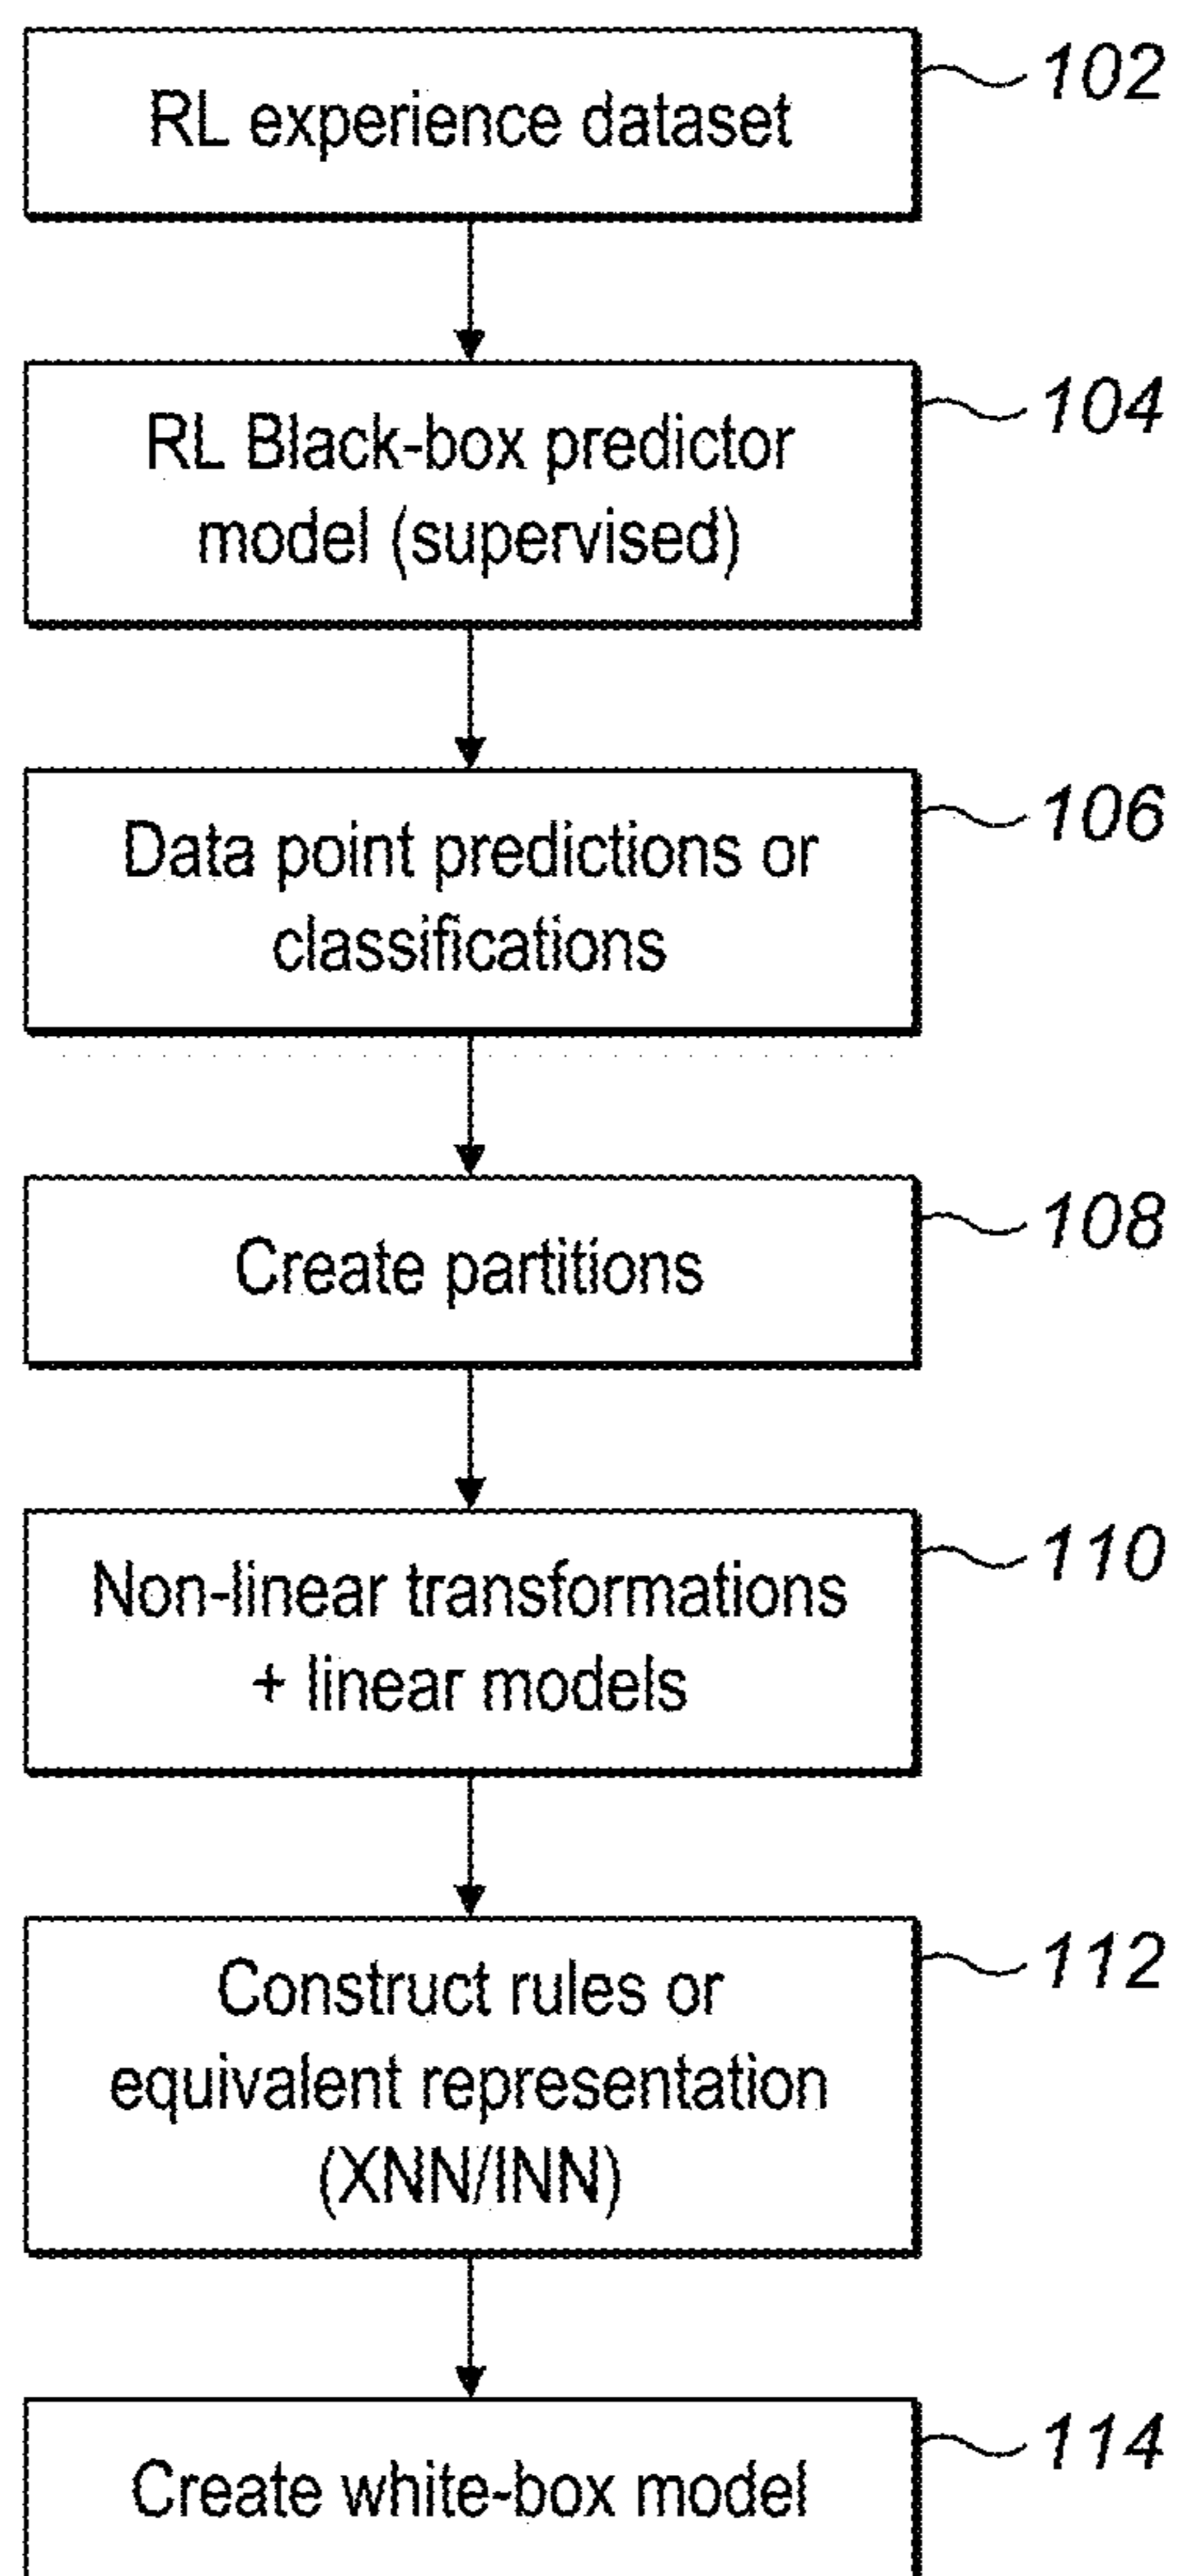 RL experience dataset
102
RL Black-box predictor
model (supervised)
104
Data point predictions or
classifications
106
Create partitions
108
Non-linear transformations
+ linear models
110
Construct rules or
equivalent representation
(XNN/INN)
112
Create white-box model
114